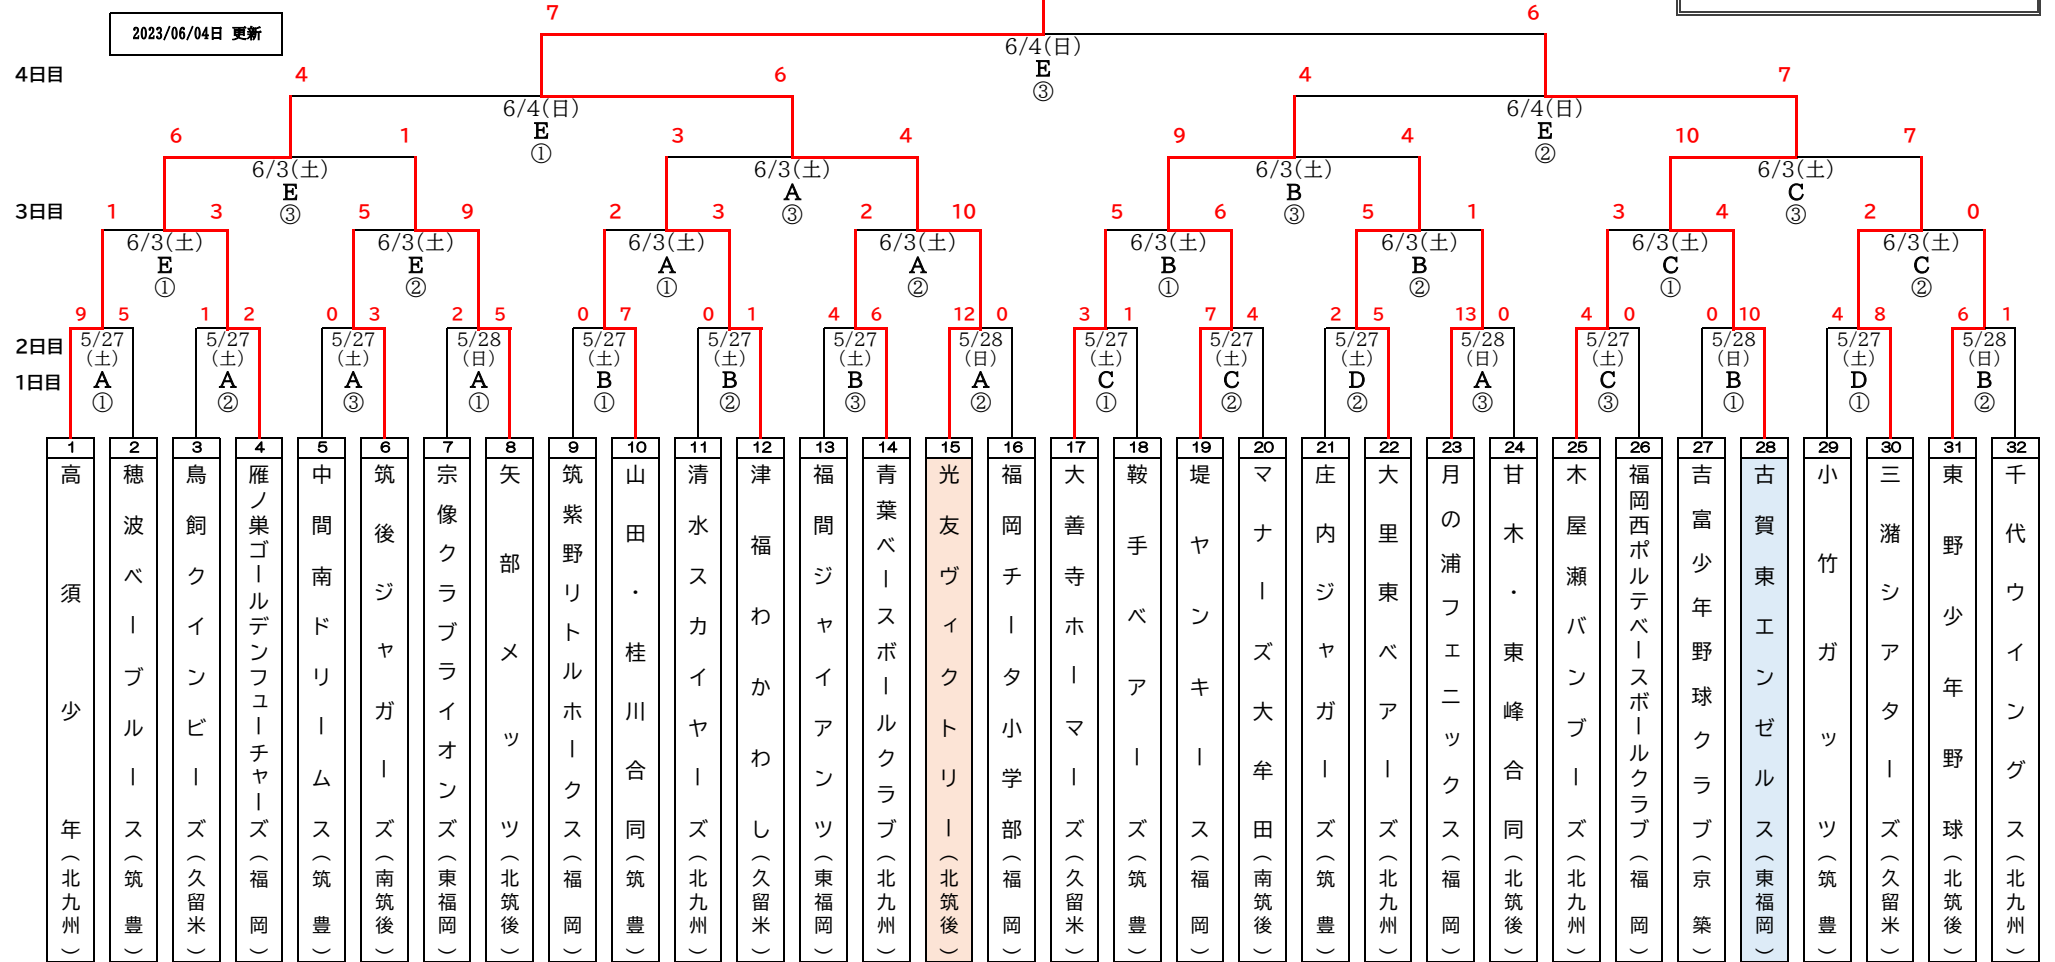 7 6
2023/06/04日 更新
6/4(日)
E
③
4日目
4 6 4 7
6/4(日) 6/4(日)
E E
① ②
6 1 3 4 9 4 10 7
6/3(土) 6/3(土) 6/3(土) 6/3(土)
E A B C
③ ③ ③ ③
3日目
1 3 5 9 2 3 2 10 5 6 5 1 3 4 2 0
6/3(土) 6/3(土) 6/3(土) 6/3(土) 6/3(土) 6/3(土) 6/3(土) 6/3(土)
E E A A B B C C
① ② ① ② ① ② ① ②
9 5 1 2 0 3 2 5 0 7 0 1 4 6 12 0 3 1 7 4 2 5 13 0 4 0 0 10 4 8 6 1
2日目
5/27 5/27 5/27 5/28 5/27 5/27 5/27 5/28 5/27 5/27 5/27 5/28 5/27 5/28 5/27 5/28
(土) (土) (土) (日) (土) (土) (土) (日) (土) (土) (土) (日) (土) (日) (土) (日)
1日目
A A A A B B B A C C D A C B D B
① ② ③ ① ① ② ③ ② ① ② ② ③ ③ ① ① ②
1 高須少年(北九州)
2 穂波ベーブルース(筑豊)
3 鳥飼クインビーズ(久留米)
4 雁ノ巣ゴールデンフューチャーズ(福岡)
5 中間南ドリームス(筑豊)
6 筑後ジャガーズ(南筑後)
7 宗像クラブライオンズ(東福岡)
8 矢部メッツ(北筑後)
9 筑紫野リトルホークス(福岡)
10 山田・桂川合同(筑豊)
11 清水スカイヤーズ(北九州)
12 津福わかわし(久留米)
13 福間ジャイアンツ(東福岡)
14 青葉ベースボールクラブ(北九州)
15 光友ヴィクトリー(北筑後)
16 福岡チータ小学部(福岡)
17 大善寺ホーマーズ(久留米)
18 鞍手ベアーズ(筑豊)
19 堤ヤンキース(福岡)
20 マナーズ大牟田(南筑後)
21 庄内ジャガーズ(筑豊)
22 大里東ベアーズ(北九州)
23 月の浦フェニックス(福岡)
24 甘木・東峰合同(北筑後)
25 木屋瀬バンブーズ(北九州)
26 福岡西ポルテベースボールクラブ(福岡)
27 吉富少年野球クラブ(京築)
28 古賀東エンゼルス(東福岡)
29 小竹ガッツ(筑豊)
30 三潴シアターズ(久留米)
31 東野少年野球(北筑後)
32 千代ウイングス(北九州)